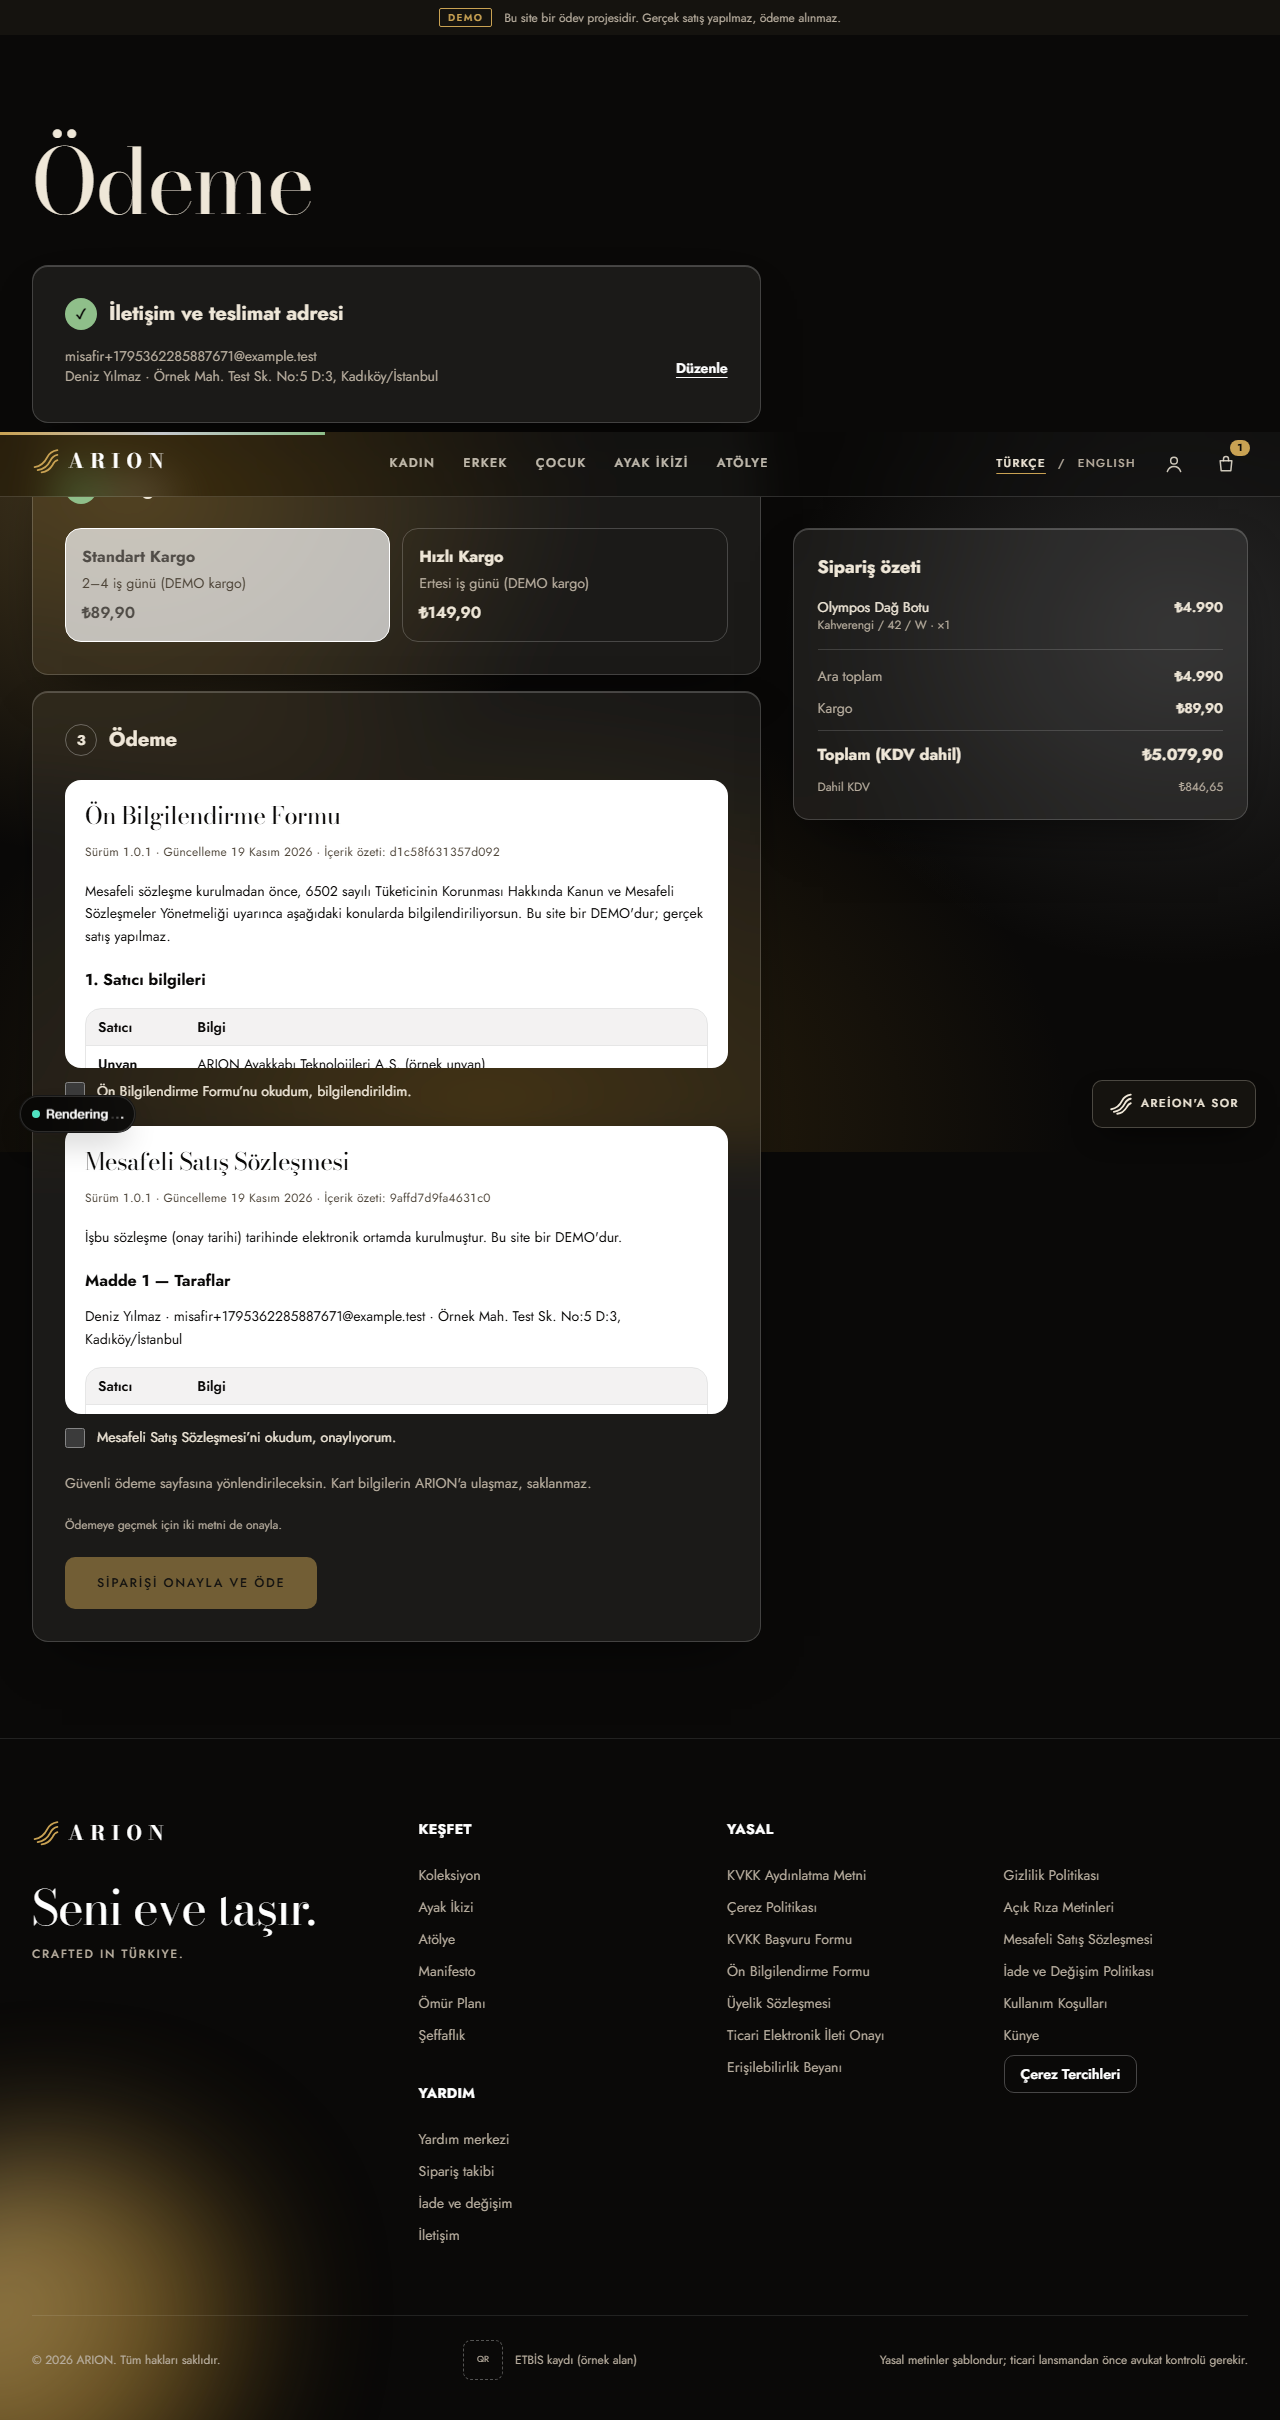 DEMO Bu site bir ödev projesidir. Gerçek satış yapılmaz, ödeme alınmaz.
Ödeme
✓ İletişim ve teslimat adresi
misafir+1795362285887671@example.test
Deniz Yılmaz · Örnek Mah. Test Sk. No:5 D:3, Kadıköy/İstanbul
Düzenle
ARION
KADIN ERKEK ÇOCUK AYAK İKİZİ ATÖLYE
TÜRKÇE / ENGLISH
1
Standart Kargo
2–4 iş günü (DEMO kargo)
₺89,90
Hızlı Kargo
Ertesi iş günü (DEMO kargo)
₺149,90
Sipariş özeti
Olympos Dağ Botu ₺4.990
Kahverengi / 42 / W · ×1
Ara toplam ₺4.990
Kargo ₺89,90
Toplam (KDV dahil) ₺5.079,90
Dahil KDV ₺846,65
3 Ödeme
Ön Bilgilendirme Formu
Sürüm 1.0.1 · Güncelleme 19 Kasım 2026 · İçerik özeti: d1c58f631357d092
Mesafeli sözleşme kurulmadan önce, 6502 sayılı Tüketicinin Korunması Hakkında Kanun ve Mesafeli
Sözleşmeler Yönetmeliği uyarınca aşağıdaki konularda bilgilendiriliyorsun. Bu site bir DEMO'dur; gerçek
satış yapılmaz.
1. Satıcı bilgileri
Satıcı Bilgi
Unvan ARION Ayakkabı Teknolojileri A.Ş. (örnek unvan)
Ön Bilgilendirme Formu’nu okudum, bilgilendirildim.
Rendering...
AREİON'A SOR
Mesafeli Satış Sözleşmesi
Sürüm 1.0.1 · Güncelleme 19 Kasım 2026 · İçerik özeti: 9affd7d9fa4631c0
İşbu sözleşme (onay tarihi) tarihinde elektronik ortamda kurulmuştur. Bu site bir DEMO'dur.
Madde 1 — Taraflar
Deniz Yılmaz · misafir+1795362285887671@example.test · Örnek Mah. Test Sk. No:5 D:3,
Kadıköy/İstanbul
Satıcı Bilgi
Mesafeli Satış Sözleşmesi’ni okudum, onaylıyorum.
Güvenli ödeme sayfasına yönlendirileceksin. Kart bilgilerin ARION'a ulaşmaz, saklanmaz.
Ödemeye geçmek için iki metni de onayla.
SİPARİŞİ ONAYLA VE ÖDE
ARION
Seni eve taşır.
CRAFTED IN TÜRKİYE.
KEŞFET
Koleksiyon
Ayak İkizi
Atölye
Manifesto
Ömür Planı
Şeffaflık
YARDIM
Yardım merkezi
Sipariş takibi
İade ve değişim
İletişim
YASAL
KVKK Aydınlatma Metni
Çerez Politikası
KVKK Başvuru Formu
Ön Bilgilendirme Formu
Üyelik Sözleşmesi
Ticari Elektronik İleti Onayı
Erişilebilirlik Beyanı
Gizlilik Politikası
Açık Rıza Metinleri
Mesafeli Satış Sözleşmesi
İade ve Değişim Politikası
Kullanım Koşulları
Künye
Çerez Tercihleri
© 2026 ARION. Tüm hakları saklıdır.
QR ETBİS kaydı (örnek alan)
Yasal metinler şablondur; ticari lansmandan önce avukat kontrolü gerekir.